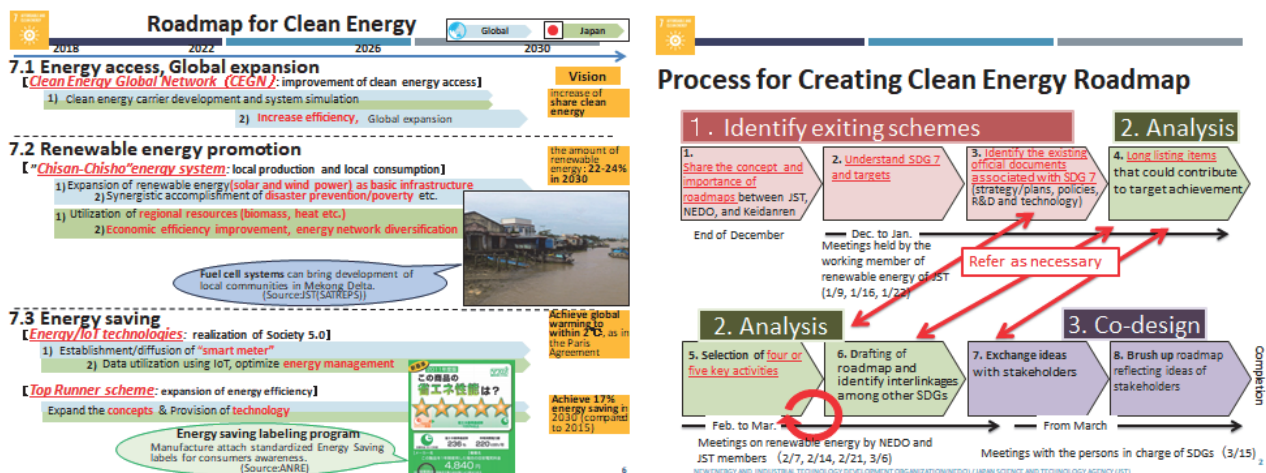 Roadmap for Clean Energy
Global
Japan
2018 2022 2026 2030
7.1 Energy access, Global expansion
【Clean Energy Global Network (CEGN): improvement of clean energy access】
1) Clean energy carrier development and system simulation
2) Increase efficiency, Global expansion
Vision
increase of
share clean
energy
7.2 Renewable energy promotion
【"Chisan-Chisho"energy system: local production and local consumption】
1) Expansion of renewable energy(solar and wind power) as basic infrastructure
2) Synergistic accomplishment of disaster prevention/poverty etc.
1) Utilization of regional resources (biomass, heat etc.)
2) Economic efficiency improvement, energy network diversification
the amount of
renewable
energy: 22-24%
in 2030
Fuel cell systems can bring development of
local communities in Mekong Delta.
(Source:JST(SATREPS))
7.3 Energy saving
【Energy/IoT technologies: realization of Society 5.0】
1) Establishment/diffusion of "smart meter"
2) Data utilization using IoT, optimize energy management
【Top Runner scheme: expansion of energy efficiency】
Expand the concepts & Provision of technology
Energy saving labeling program
Manufacture attach standardized Energy Saving
labels for consumers awareness.
(Source:ANRE)
この商品の
省エネ性能は?
4,840円
Achieve global
warming to
within 2℃, as in
the Paris
Agreement
Achieve 17%
energy saving in
2030 (compared
to 2015)
6
Process for Creating Clean Energy Roadmap
1. Identify exiting schemes
2. Analysis
1.
Share the concept and
importance of
roadmaps between JST,
NEDO, and Keidanren
2. Understand SDG 7
and targets
3. Identify the existing
official documents
associated with SDG 7
(strategy/plans, policies,
R&D and technology)
4. Long listing items
that could contribute
to target achievement
End of December
Dec. to Jan.
Meetings held by the
working member of
renewable energy of JST
(1/9, 1/16, 1/22)
Refer as necessary
2. Analysis
3. Co-design
5. Selection of four or
five key activities
6. Drafting of
roadmap and
identify interlinkages
among other SDGs
7. Exchange ideas
with stakeholders
8. Brush up roadmap
reflecting ideas of
stakeholders
Completion
Feb. to Mar.
From March
Meetings on renewable energy by NEDO and
JST members (2/7, 2/14, 2/21, 3/6)
Meetings with the persons in charge of SDGs (3/15)
2
NEW ENERGY AND INDUSTRIAL TECHNOLOGY DEVELOPMENT ORGANIZATION(NEDO) / JAPAN SCIENCE AND TECHNOLOGY AGENCY (JST)